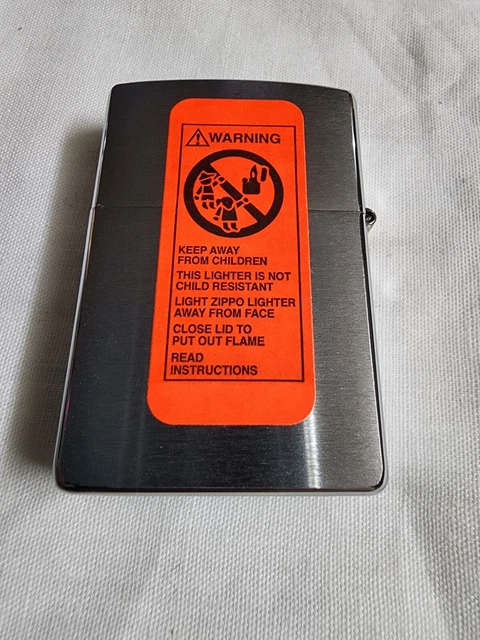 WARNING
KEEP AWAY
FROM CHILDREN
THIS LIGHTER IS NOT
CHILD RESISTANT
LIGHT ZIPPO LIGHTER
AWAY FROM FACE
CLOSE LID TO
PUT OUT FLAME
READ
INSTRUCTIONS